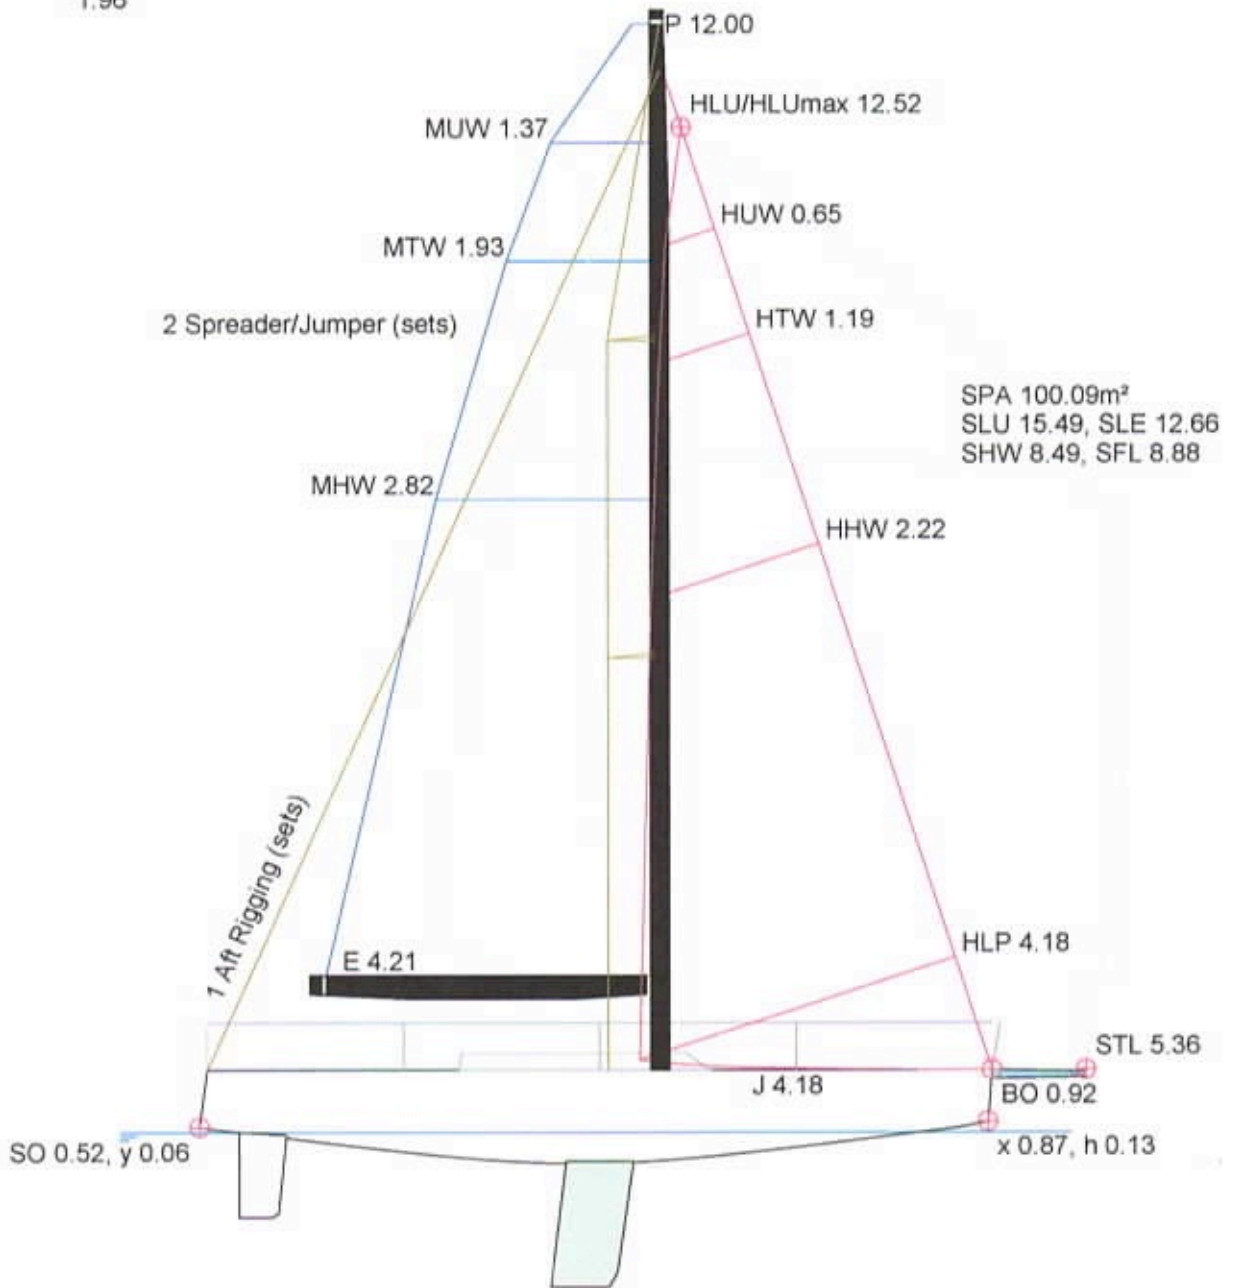 1.96
P 12.00
HLU/HLUmax 12.52
MUW 1.37
HUW 0.65
MTW 1.93
HTW 1.19
2 Spreader/Jumper (sets)
SPA 100.09m²
SLU 15.49, SLE 12.66
SHW 8.49, SFL 8.88
MHW 2.82
HHW 2.22
1 Aft Rigging (sets)
HLP 4.18
E 4.21
STL 5.36
J 4.18
BO 0.92
SO 0.52, y 0.06
x 0.87, h 0.13